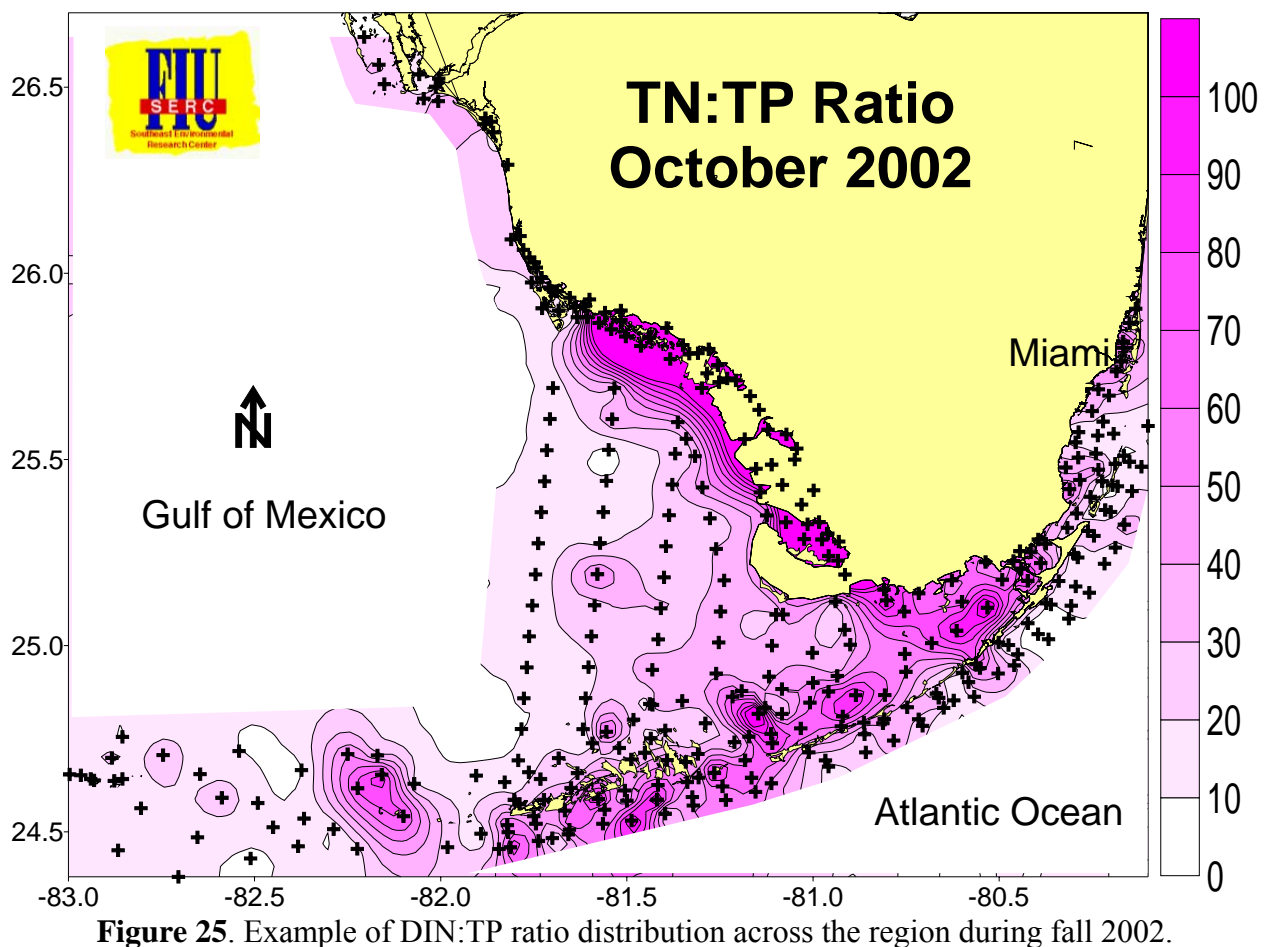 FIU
SERC
Southeast Environmental
Research Center
TN:TP Ratio
October 2002
Miami
N
Gulf of Mexico
Atlantic Ocean
26.5
26.0
25.5
25.0
24.5
-83.0 -82.5 -82.0 -81.5 -81.0 -80.5
100
90
80
70
60
50
40
30
20
10
0
Figure 25. Example of DIN:TP ratio distribution across the region during fall 2002.